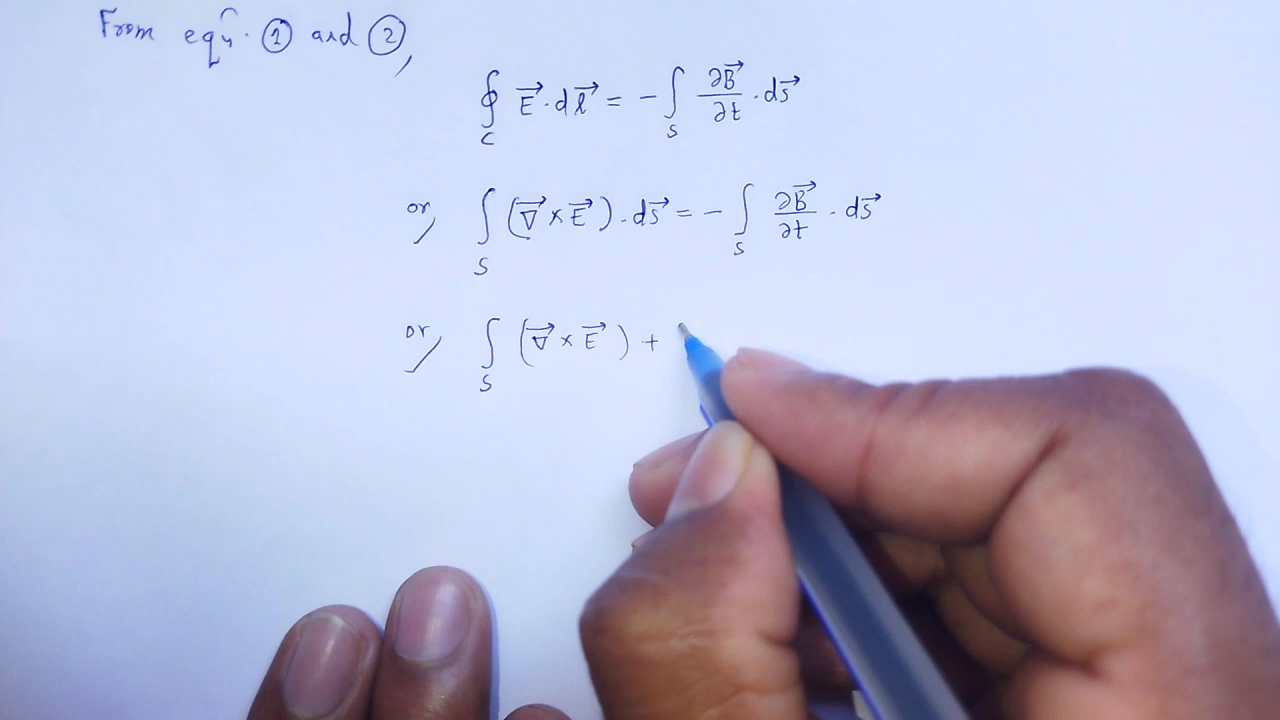 From eqn. ① and ②,
∮_C E⃗·dl⃗ = -∫_S ∂B⃗/∂t · ds⃗
or, ∫_S (∇⃗×E⃗).ds⃗ = -∫_S ∂B⃗/∂t · ds⃗
or, ∫_S (∇⃗×E⃗) +